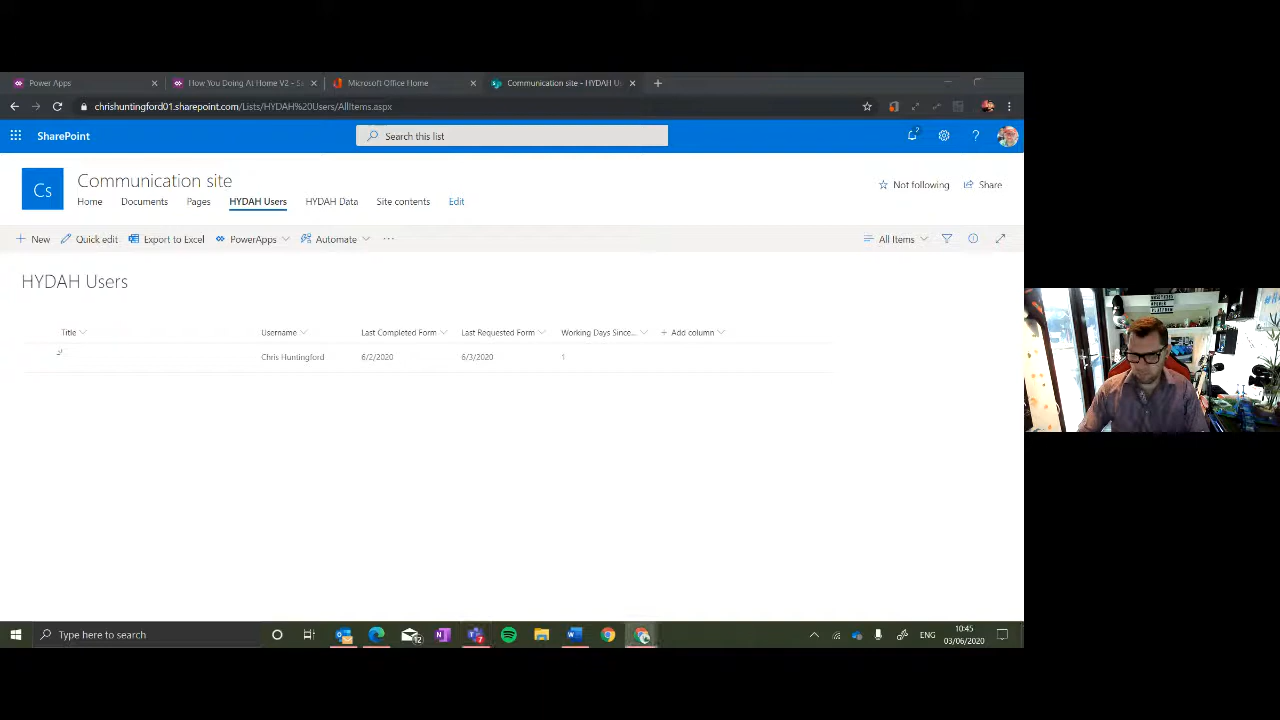 Power Apps
How You Doing At Home V2 - S
Microsoft Office Home
Communication site - HYDAH U
chrishuntingford01.sharepoint.com/Lists/HYDAH%20Users/AllItems.aspx
SharePoint
Search this list
2
Cs
Communication site
Not following
Share
Home
Documents
Pages
HYDAH Users
HYDAH Data
Site contents
Edit
New
Quick edit
Export to Excel
PowerApps
Automate
All Items
HYDAH Users
Title
Username
Last Completed Form
Last Requested Form
Working Days Since...
Add column
Chris Huntingford
6/2/2020
6/3/2020
1
Type here to search
12
7
ENG
10:45
03/06/2020